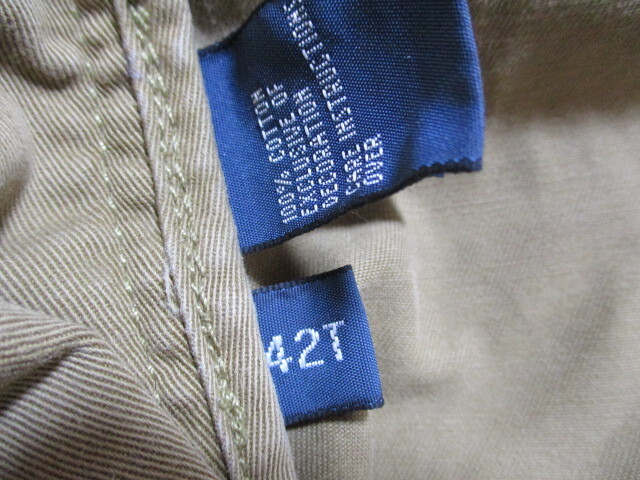 100% COTTON
EXCLUSIVE OF
DECORATION
CARE INSTRUCTIONS
OVER
42T